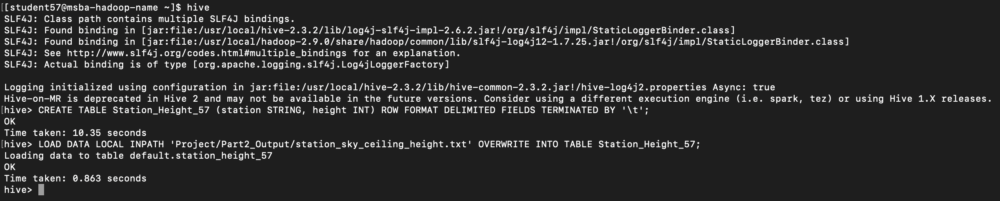 [[student57@msba-hadoop-name ~]$ hive
SLF4J: Class path contains multiple SLF4J bindings.
SLF4J: Found binding in [jar:file:/usr/local/hive-2.3.2/lib/log4j-slf4j-impl-2.6.2.jar!/org/slf4j/impl/StaticLoggerBinder.class]
SLF4J: Found binding in [jar:file:/usr/local/hadoop-2.9.0/share/hadoop/common/lib/slf4j-log4j12-1.7.25.jar!/org/slf4j/impl/StaticLoggerBinder.class]
SLF4J: See http://www.slf4j.org/codes.html#multiple_bindings for an explanation.
SLF4J: Actual binding is of type [org.apache.logging.slf4j.Log4jLoggerFactory]
Logging initialized using configuration in jar:file:/usr/local/hive-2.3.2/lib/hive-common-2.3.2.jar!/hive-log4j2.properties Async: true
Hive-on-MR is deprecated in Hive 2 and may not be available in the future versions. Consider using a different execution engine (i.e. spark, tez) or using Hive 1.X releases.
[hive> CREATE TABLE Station_Height_57 (station STRING, height INT) ROW FORMAT DELIMITED FIELDS TERMINATED BY '\t';
OK
Time taken: 10.35 seconds
[hive> LOAD DATA LOCAL INPATH 'Project/Part2_Output/station_sky_ceiling_height.txt' OVERWRITE INTO TABLE Station_Height_57;
Loading data to table default.station_height_57
OK
Time taken: 0.863 seconds
hive>